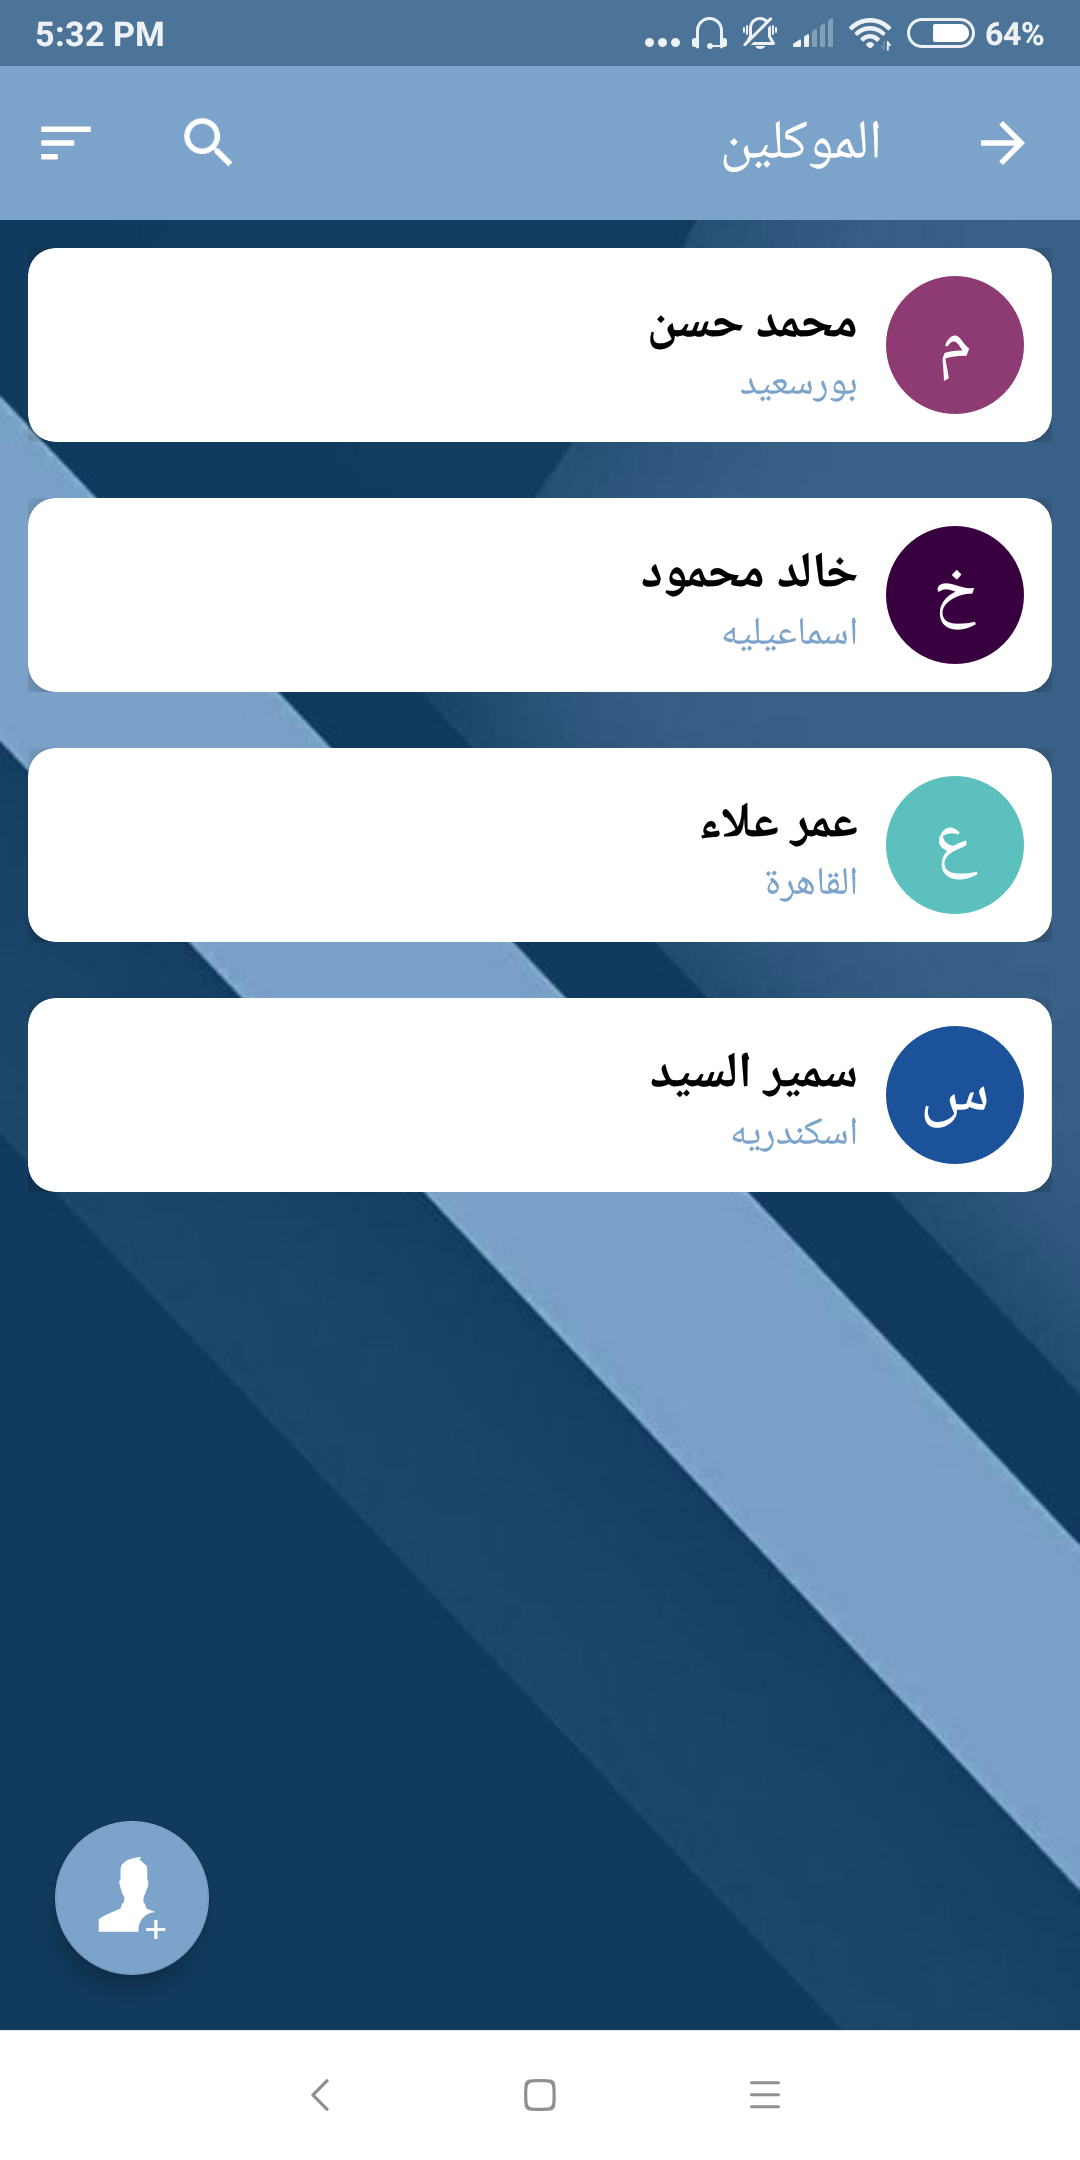 5:32 PM 64%
الموكلين
م
محمد حسن
بورسعيد
خ
خالد محمود
اسماعيليه
ع
عمر علاء
القاهرة
س
سمير السيد
اسكندريه